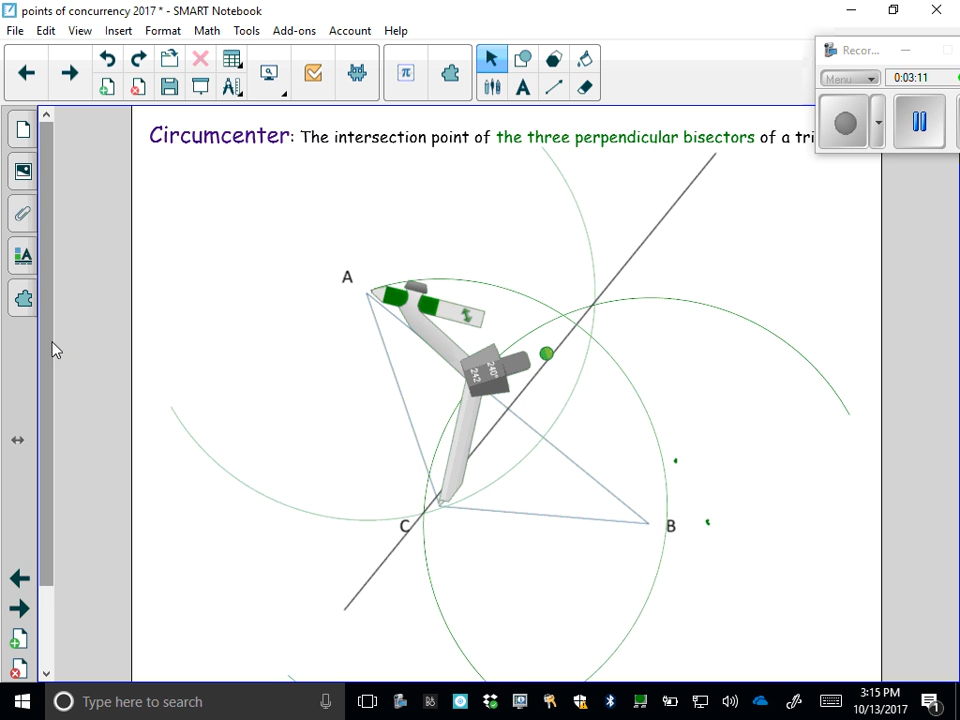 points of concurrency 2017 * - SMART Notebook
File Edit View Insert Format Math Tools Add-ons Account Help
Recor...
Menu
0:03:11
π
A
Circumcenter: The intersection point of the three perpendicular bisectors of a tri
A
240°
242
C
B
Type here to search
3:15 PM
10/13/2017
1